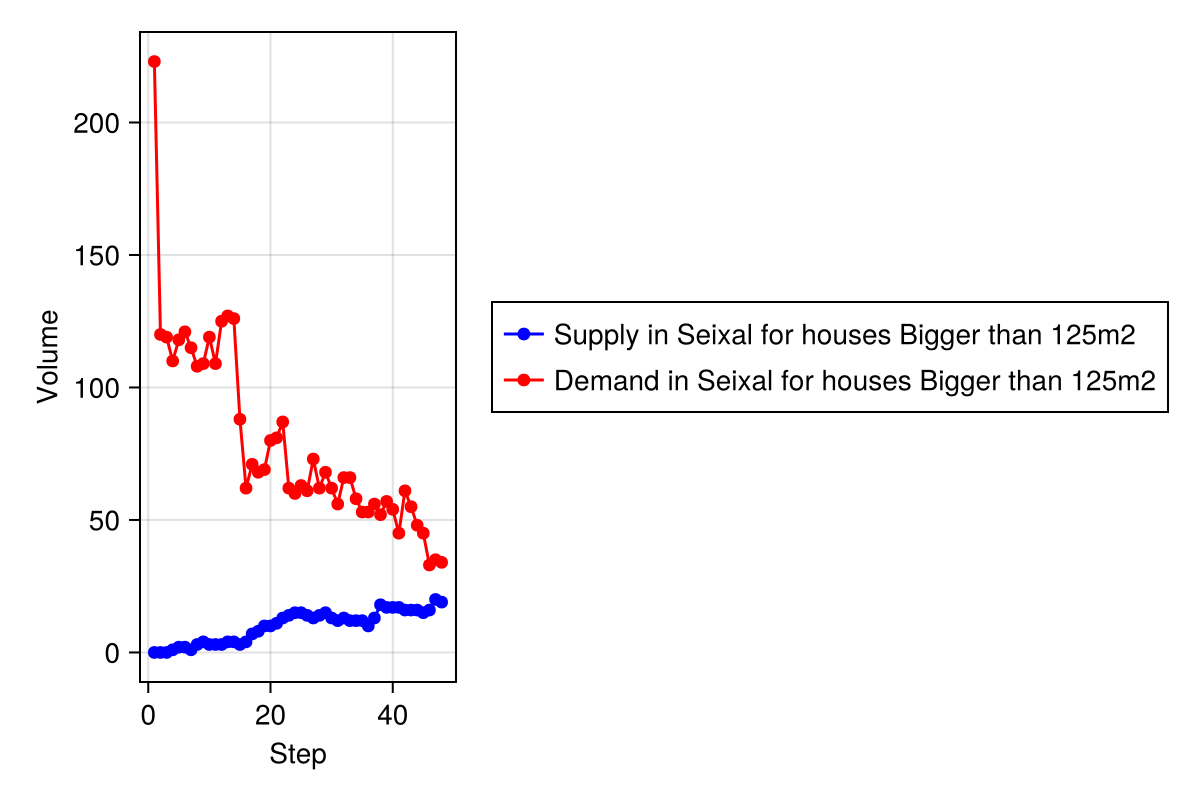 200
150
100
50
0
Volume
0 20 40
Step
Supply in Seixal for houses Bigger than 125m2
Demand in Seixal for houses Bigger than 125m2